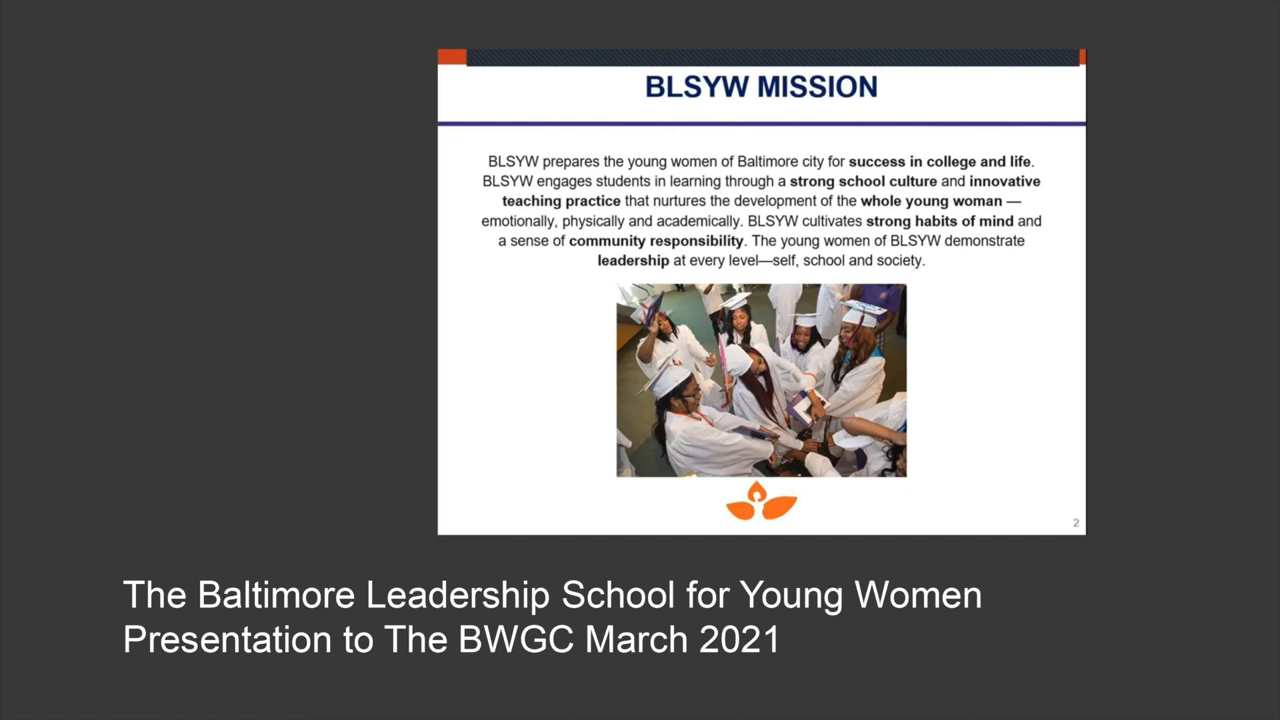 BLSYW MISSION
BLSYW prepares the young women of Baltimore city for success in college and life.
BLSYW engages students in learning through a strong school culture and innovative
teaching practice that nurtures the development of the whole young woman —
emotionally, physically and academically. BLSYW cultivates strong habits of mind and
a sense of community responsibility. The young women of BLSYW demonstrate
leadership at every level—self, school and society.
2
The Baltimore Leadership School for Young Women
Presentation to The BWGC March 2021